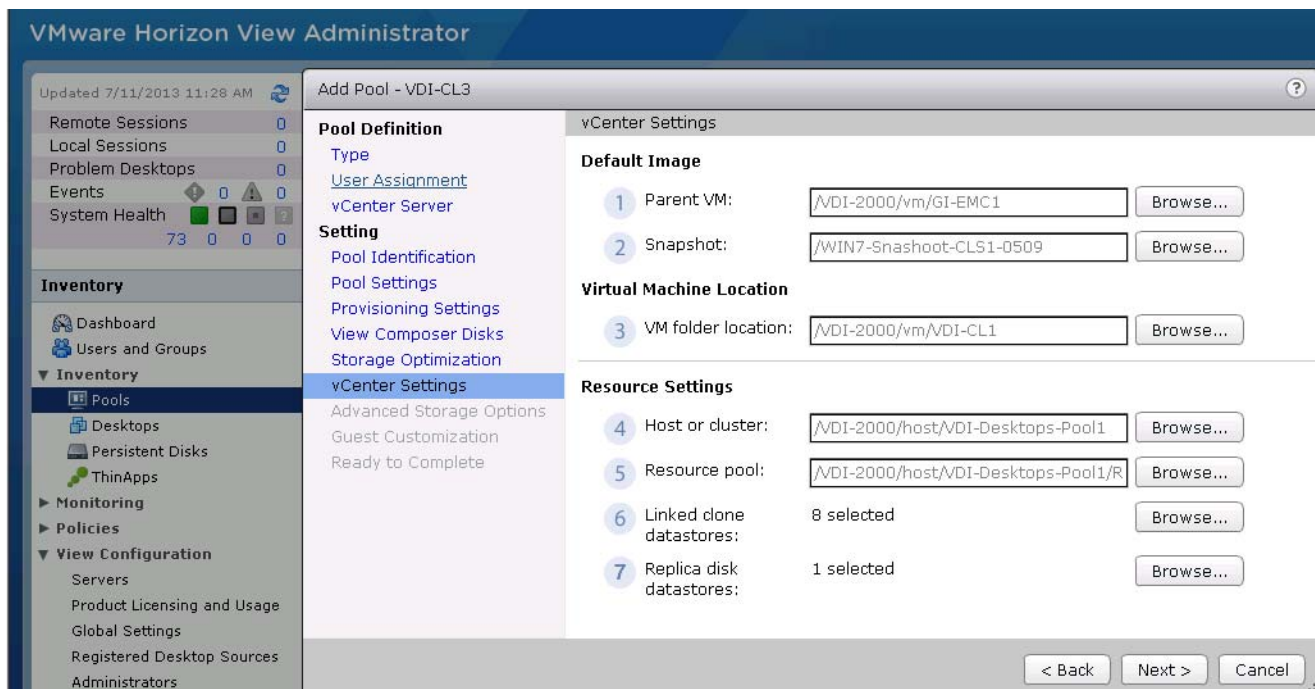 VMware Horizon View Administrator
Updated 7/11/2013 11:28 AM
Remote Sessions 0
Local Sessions 0
Problem Desktops 0
Events 0 0
System Health
73 0 0 0
Inventory
Dashboard
Users and Groups
Inventory
Pools
Desktops
Persistent Disks
ThinApps
Monitoring
Policies
View Configuration
Servers
Product Licensing and Usage
Global Settings
Registered Desktop Sources
Administrators
Add Pool - VDI-CL3 ?
Pool Definition
Type
User Assignment
vCenter Server
Setting
Pool Identification
Pool Settings
Provisioning Settings
View Composer Disks
Storage Optimization
vCenter Settings
Advanced Storage Options
Guest Customization
Ready to Complete
vCenter Settings
Default Image
1 Parent VM: /VDI-2000/vm/GI-EMC1 Browse...
2 Snapshot: /WIN7-Snashoot-CLS1-0509 Browse...
Virtual Machine Location
3 VM folder location: /VDI-2000/vm/VDI-CL1 Browse...
Resource Settings
4 Host or cluster: /VDI-2000/host/VDI-Desktops-Pool1 Browse...
5 Resource pool: /VDI-2000/host/VDI-Desktops-Pool1/R Browse...
6 Linked clone datastores: 8 selected Browse...
7 Replica disk datastores: 1 selected Browse...
< Back Next > Cancel